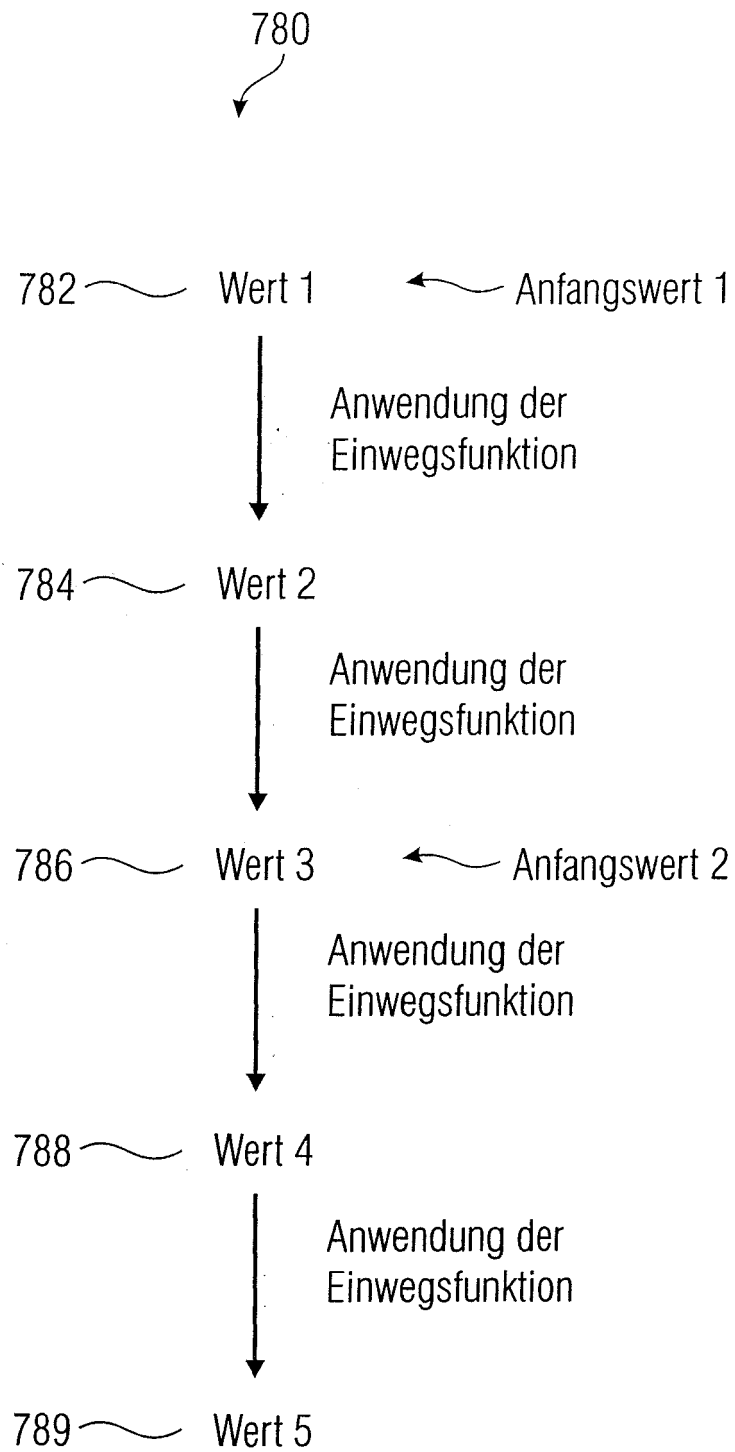 780
782 Wert 1 Anfangswert 1
Anwendung der
Einwegsfunktion
784 Wert 2
Anwendung der
Einwegsfunktion
786 Wert 3 Anfangswert 2
Anwendung der
Einwegsfunktion
788 Wert 4
Anwendung der
Einwegsfunktion
789 Wert 5